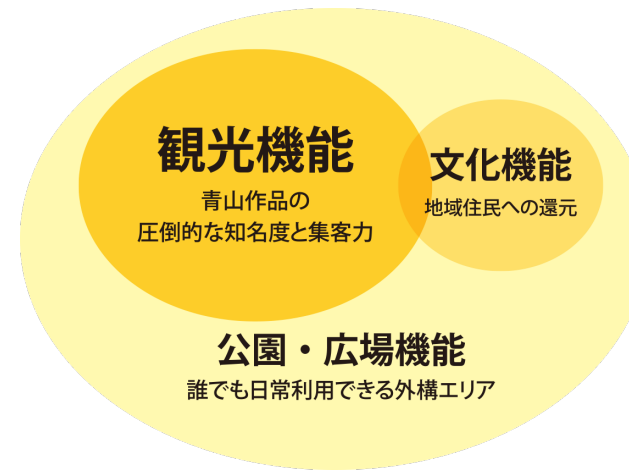 観光機能
青山作品の
圧倒的な知名度と集客力
文化機能
地域住民への還元
公園・広場機能
誰でも日常利用できる外構エリア